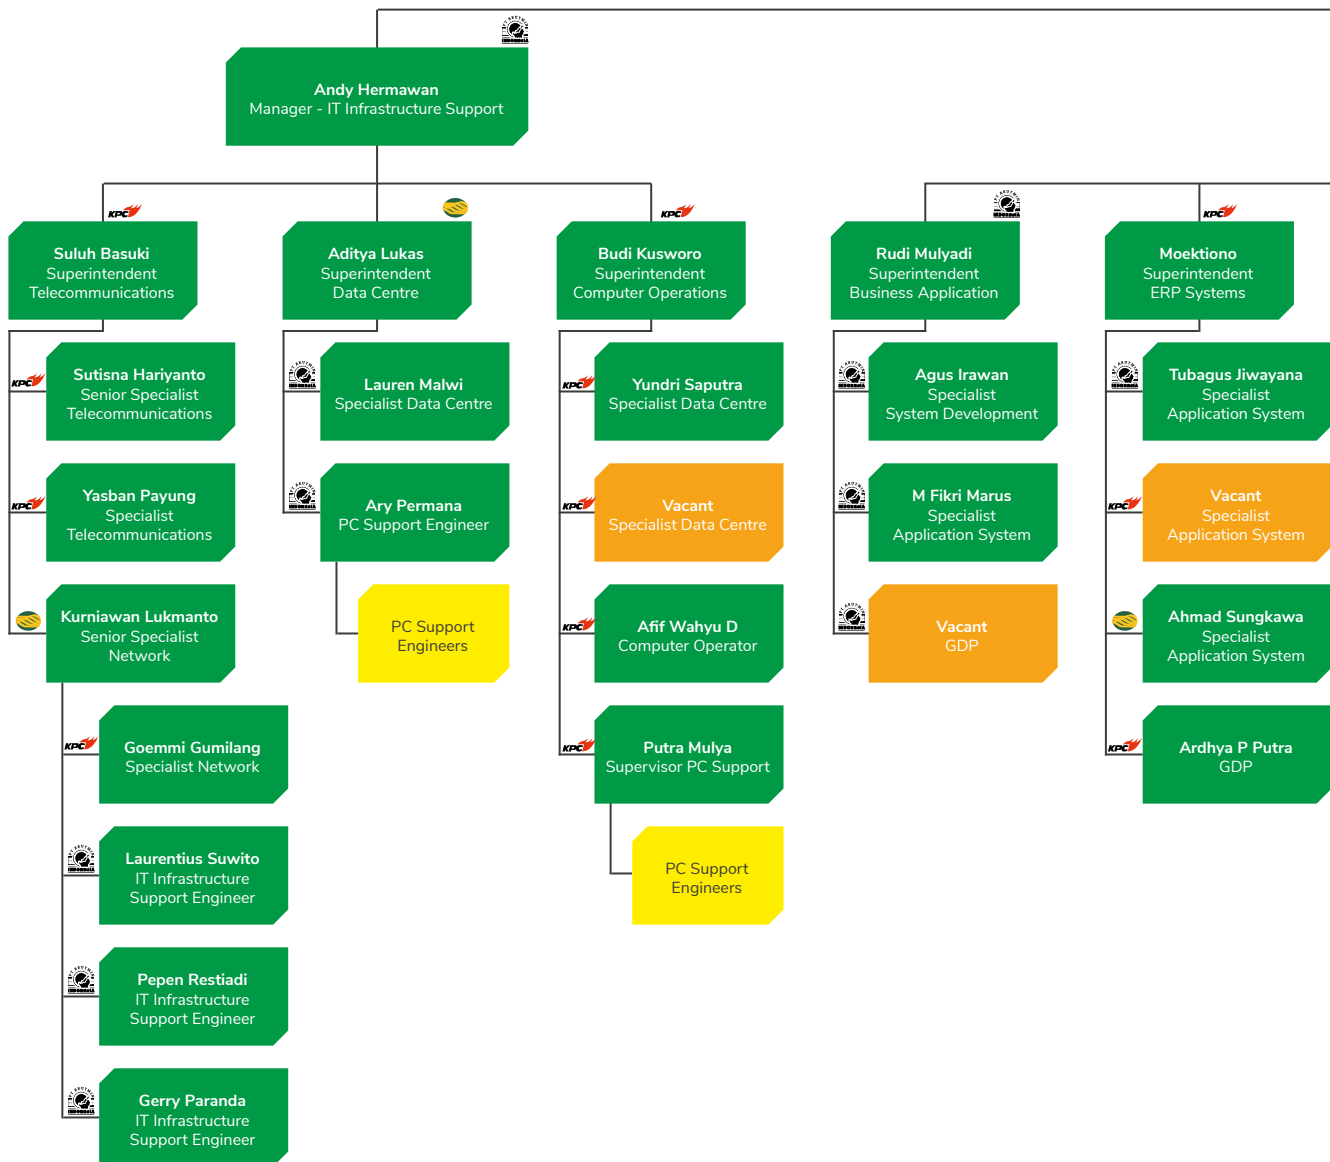 Andy Hermawan
Manager - IT Infrastructure Support
KPC
Suluh Basuki
Superintendent
Telecommunications
Aditya Lukas
Superintendent
Data Centre
KPC
Budi Kusworo
Superintendent
Computer Operations
Rudi Mulyadi
Superintendent
Business Application
KPC
Moektiono
Superintendent
ERP Systems
KPC
Sutisna Hariyanto
Senior Specialist
Telecommunications
KPC
Yasban Payung
Specialist
Telecommunications
Kurniawan Lukmanto
Senior Specialist
Network
KPC
Goemmi Gumilang
Specialist Network
Laurentius Suwito
IT Infrastructure
Support Engineer
Pepen Restiadi
IT Infrastructure
Support Engineer
Gerry Paranda
IT Infrastructure
Support Engineer
Lauren Malwi
Specialist Data Centre
Ary Permana
PC Support Engineer
PC Support
Engineers
KPC
Yundri Saputra
Specialist Data Centre
KPC
Vacant
Specialist Data Centre
KPC
Afif Wahyu D
Computer Operator
KPC
Putra Mulya
Supervisor PC Support
PC Support
Engineers
Agus Irawan
Specialist
System Development
M Fikri Marus
Specialist
Application System
Vacant
GDP
Tubagus Jiwayana
Specialist
Application System
KPC
Vacant
Specialist
Application System
Ahmad Sungkawa
Specialist
Application System
KPC
Ardhya P Putra
GDP